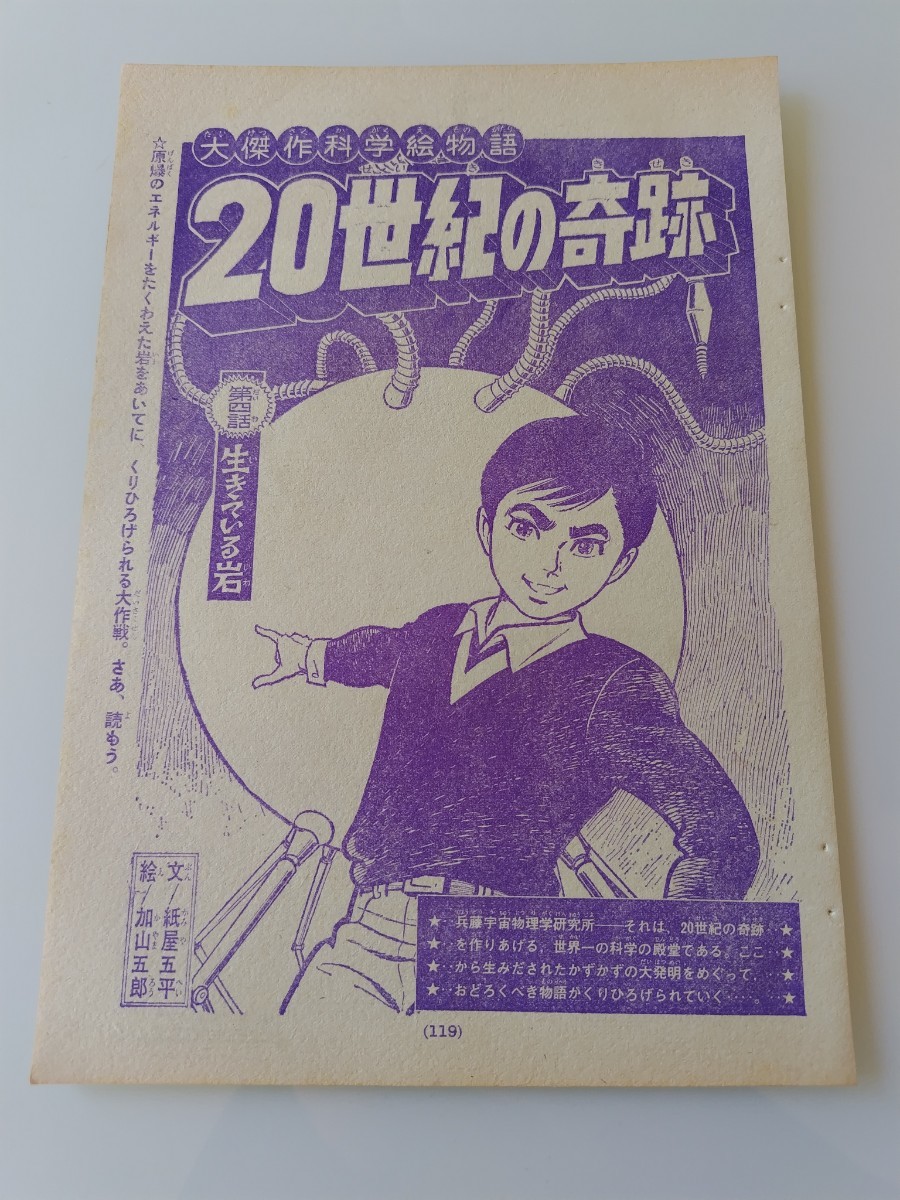 大傑作科学絵物語
20世紀の奇跡
☆原爆のエネルギーをたくわえた岩をあいてに、くりひろげられる大作戦。さあ、読もう。
第四話
生きている岩
文/紙屋五平
絵/加山五郎
★‥兵藤宇宙物理学研究所――それは、20世紀の奇跡‥★
★‥を作りあげる、世界一の科学の殿堂である。ここ‥★
★‥から生みだされたかずかずの大発明をめぐって、‥★
★‥おどろくべき物語がくりひろげられていく……。‥★
(119)